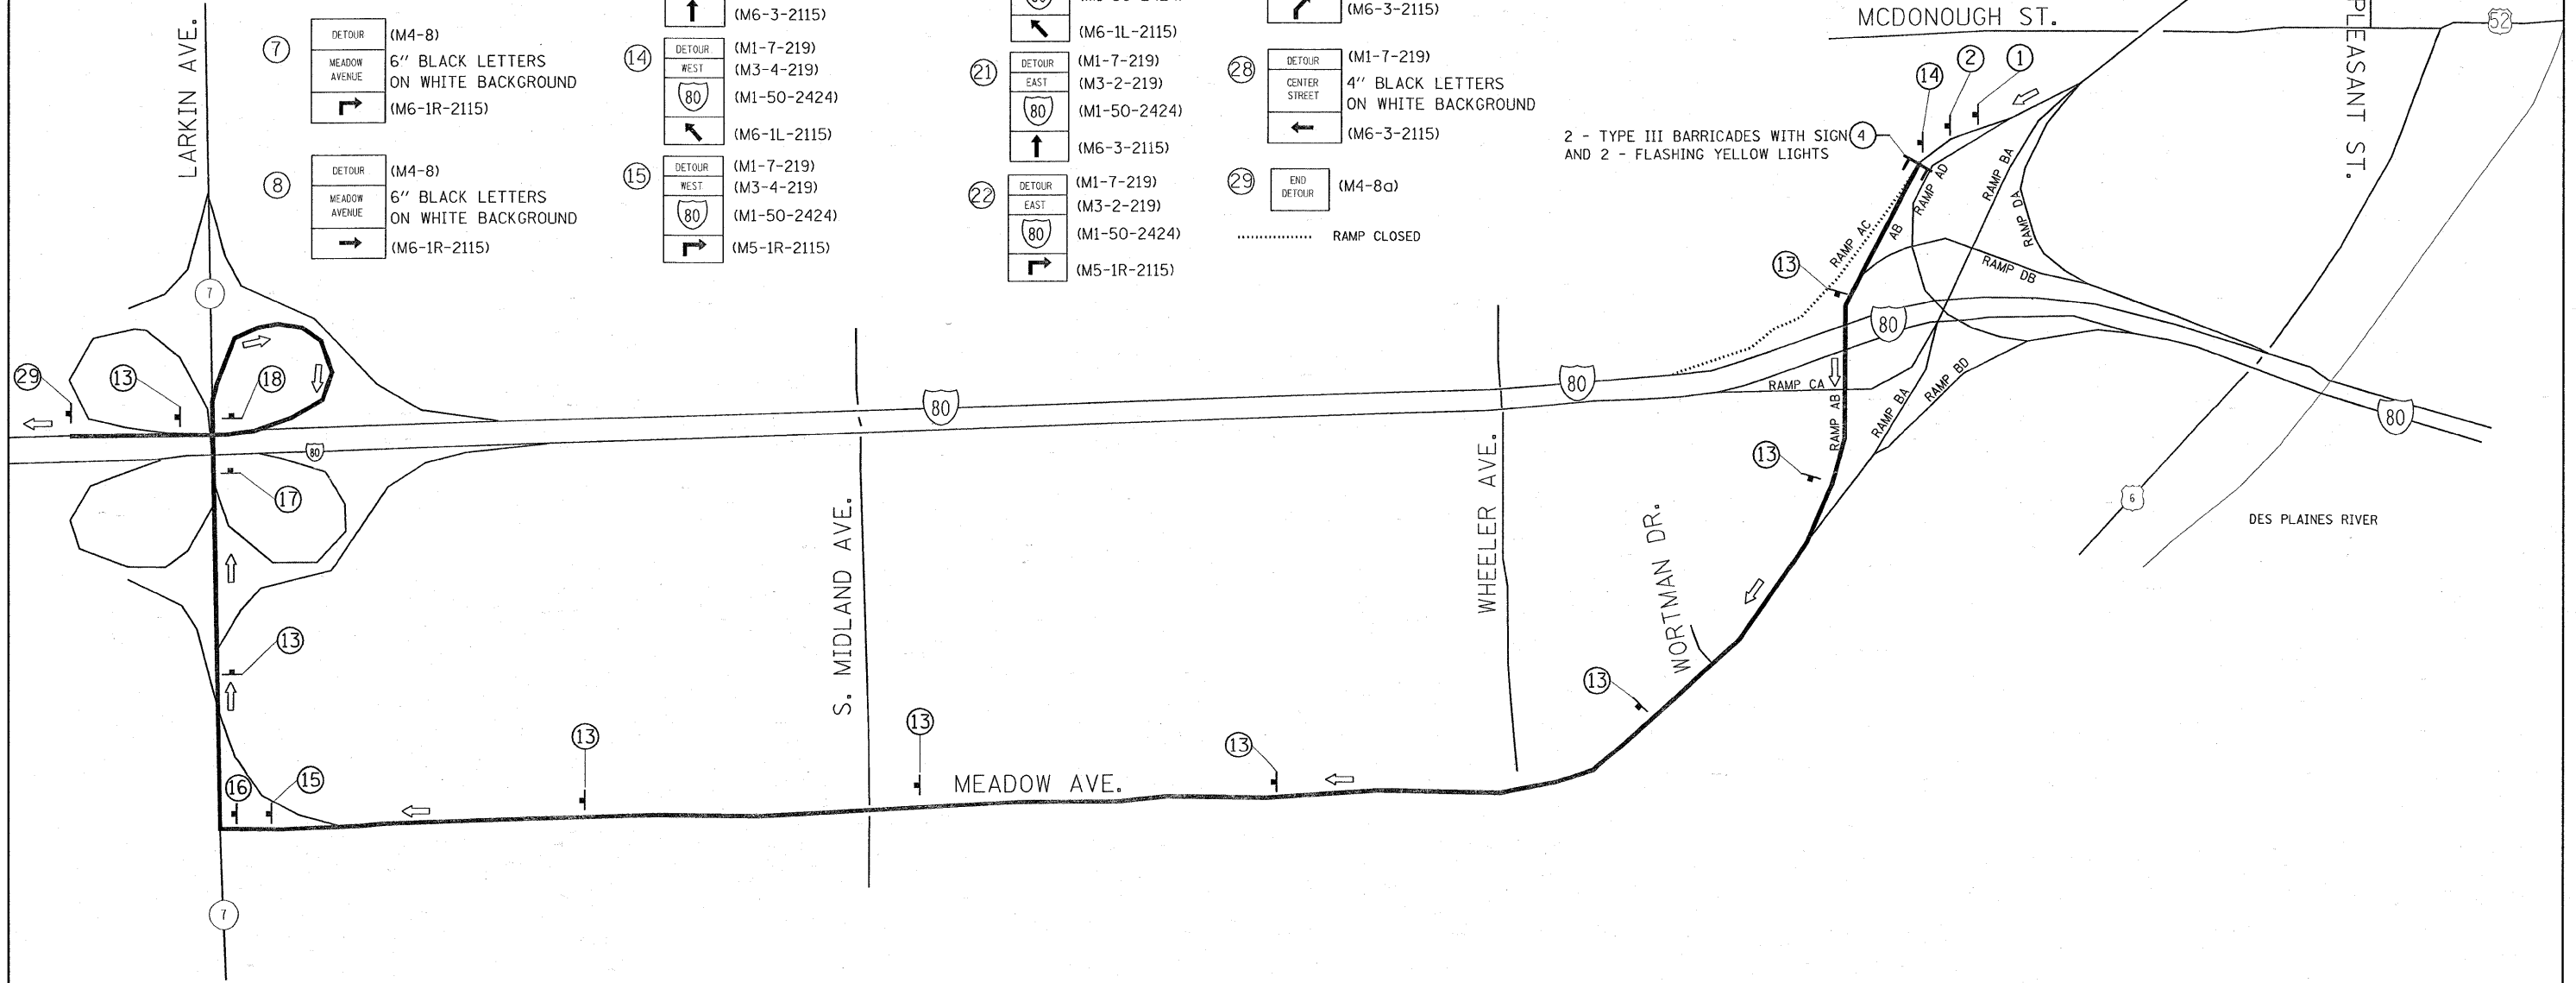 LARKIN AVE.
7
DETOUR
(M4-8)
MEADOW
AVENUE
6" BLACK LETTERS
ON WHITE BACKGROUND
(M6-1R-2115)
8
DETOUR
(M4-8)
MEADOW
AVENUE
6" BLACK LETTERS
ON WHITE BACKGROUND
(M6-1R-2115)
(M6-3-2115)
14
DETOUR
(M1-7-219)
WEST
(M3-4-219)
80
(M1-50-2424)
(M6-1L-2115)
15
DETOUR
(M1-7-219)
WEST
(M3-4-219)
80
(M1-50-2424)
(M5-1R-2115)
(M6-1L-2115)
21
DETOUR
(M1-7-219)
EAST
(M3-2-219)
80
(M1-50-2424)
(M6-3-2115)
22
DETOUR
(M1-7-219)
EAST
(M3-2-219)
80
(M1-50-2424)
(M5-1R-2115)
(M6-3-2115)
28
DETOUR
(M1-7-219)
CENTER
STREET
4" BLACK LETTERS
ON WHITE BACKGROUND
(M6-3-2115)
29
END
DETOUR
(M4-8a)
RAMP CLOSED
MCDONOUGH ST.
PLEASANT ST.
52
14
2
1
2 - TYPE III BARRICADES WITH SIGN 4
AND 2 - FLASHING YELLOW LIGHTS
RAMP AD
RAMP BA
RAMP DA
RAMP AC
AB
RAMP DB
13
80
80
80
80
80
RAMP CA
RAMP AB
RAMP BA
RAMP BD
7
29
13
18
17
13
13
WHEELER AVE.
WORTMAN DR.
S. MIDLAND AVE.
6
DES PLAINES RIVER
13
13
13
13
MEADOW AVE.
16
15
7